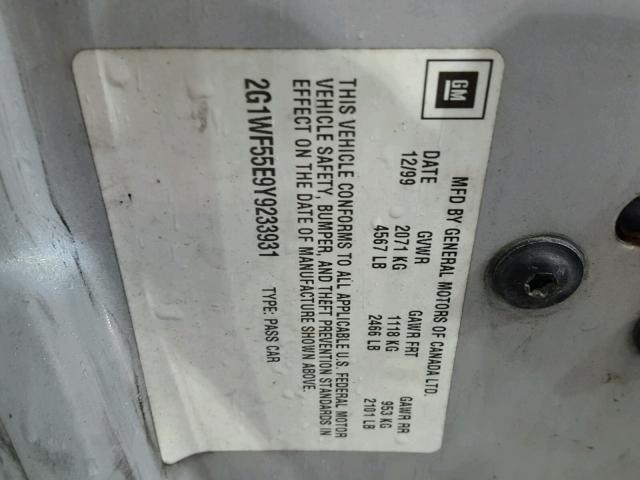 GM
MFD BY GENERAL MOTORS OF CANADA LTD.
DATE GVWR GAWR FRT GAWR RR
12/99 2071 KG 1118 KG 953 KG
4567 LB 2466 LB 2101 LB
THIS VEHICLE CONFORMS TO ALL APPLICABLE U.S. FEDERAL MOTOR
VEHICLE SAFETY, BUMPER, AND THEFT PREVENTION STANDARDS IN
EFFECT ON THE DATE OF MANUFACTURE SHOWN ABOVE.
2G1WF55E9Y9233931 TYPE: PASS CAR